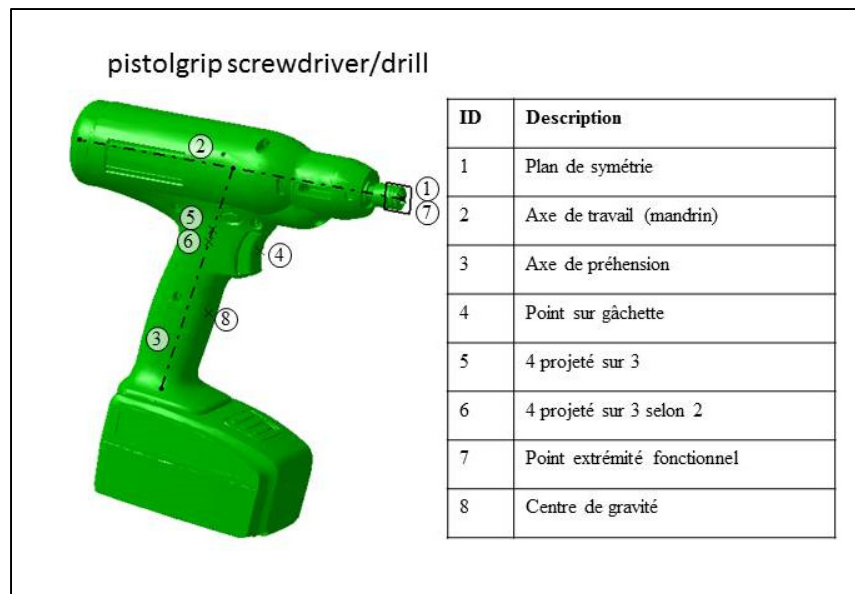 pistolgrip screwdriver/drill
2
1
7
5
6
4
8
3
ID Description
1 Plan de symétrie
2 Axe de travail (mandrin)
3 Axe de préhension
4 Point sur gâchette
5 4 projeté sur 3
6 4 projeté sur 3 selon 2
7 Point extrémité fonctionnel
8 Centre de gravité